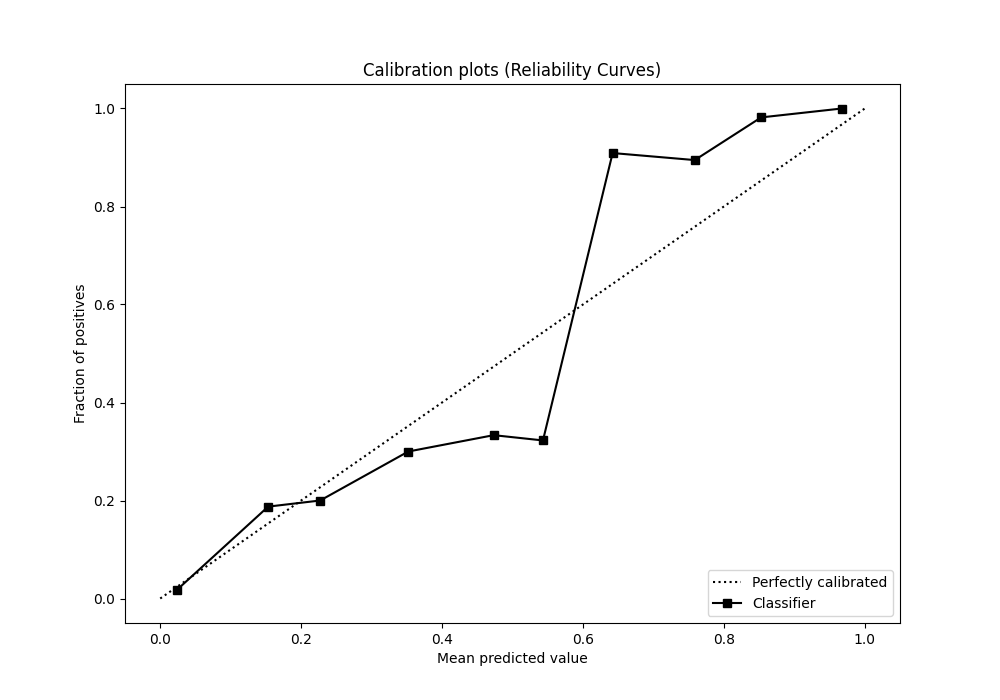 Calibration plots (Reliability Curves)
1.0
0.8
0.6
0.4
0.2
0.0
Fraction of positives
0.0 0.2 0.4 0.6 0.8 1.0
Mean predicted value
Perfectly calibrated
Classifier